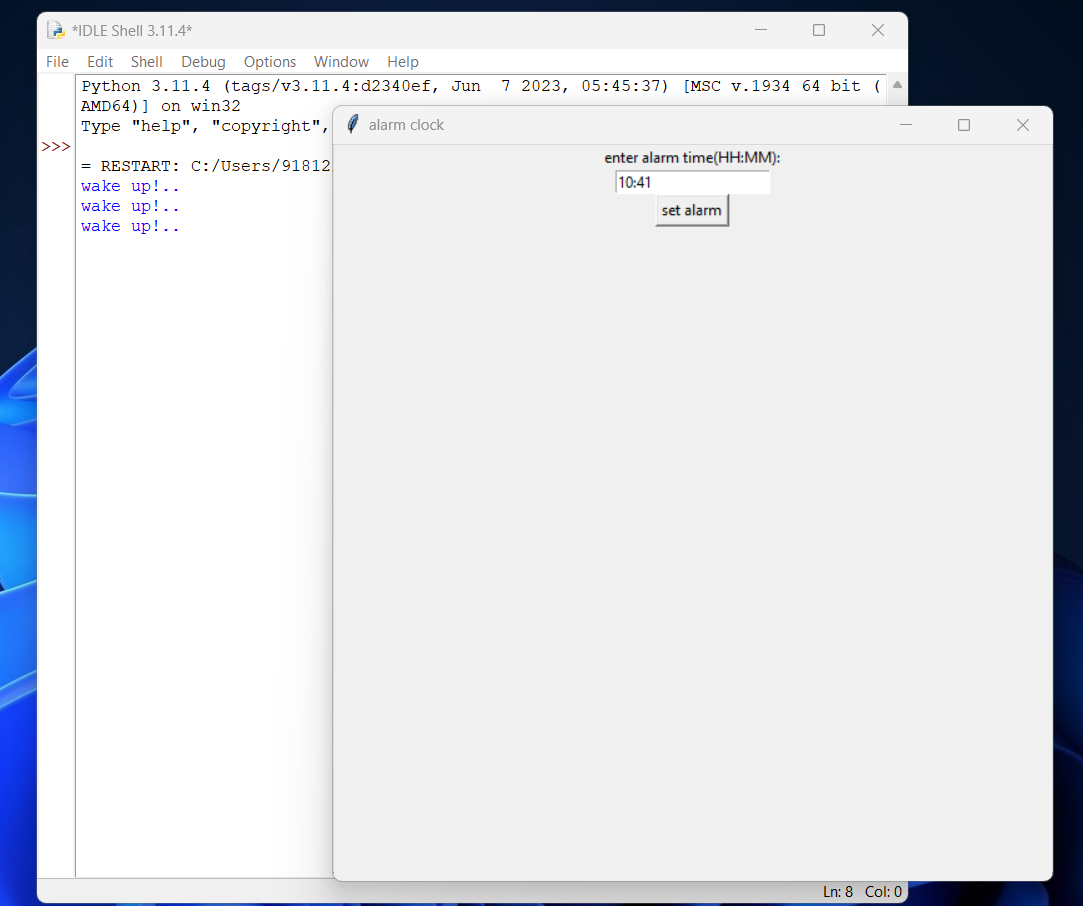 *IDLE Shell 3.11.4*
File Edit Shell Debug Options Window Help
Python 3.11.4 (tags/v3.11.4:d2340ef, Jun  7 2023, 05:45:37) [MSC v.1934 64 bit (
AMD64)] on win32
Type "help", "copyright",
>>>
= RESTART: C:/Users/91812
wake up!..
wake up!..
wake up!..
Ln: 8 Col: 0
alarm clock
enter alarm time(HH:MM):
10:41
set alarm